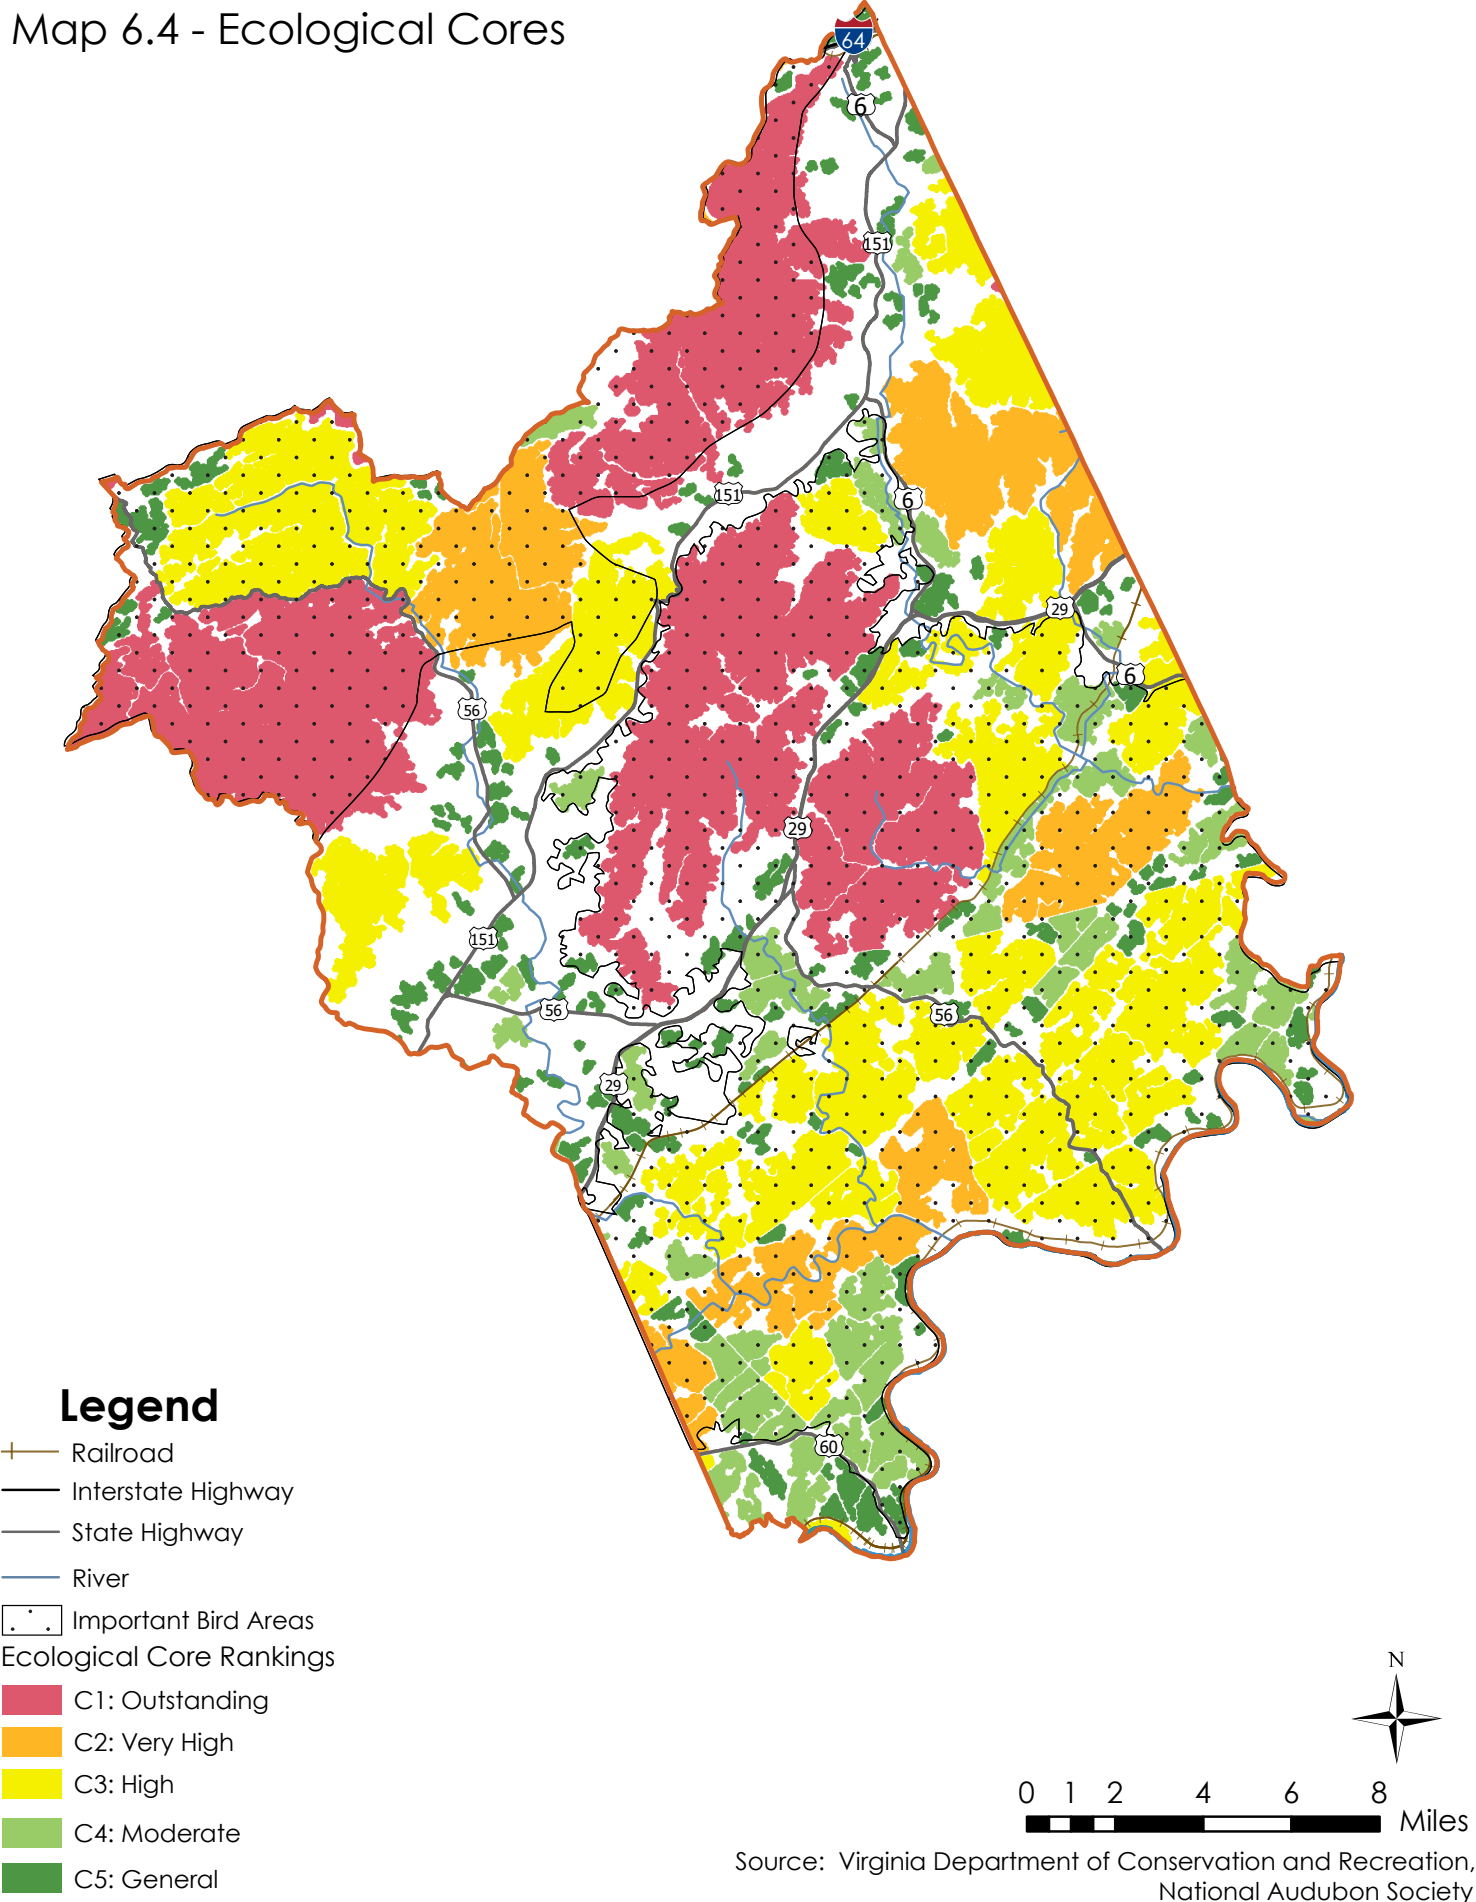 Map 6.4 - Ecological Cores
64
6
151
151
6
29
6
56
29
151
56
56
29
60
Legend
Railroad
Interstate Highway
State Highway
River
Important Bird Areas
Ecological Core Rankings
C1: Outstanding
C2: Very High
C3: High
C4: Moderate
C5: General
N
0 1 2 4 6 8
Miles
Source: Virginia Department of Conservation and Recreation,
National Audubon Society